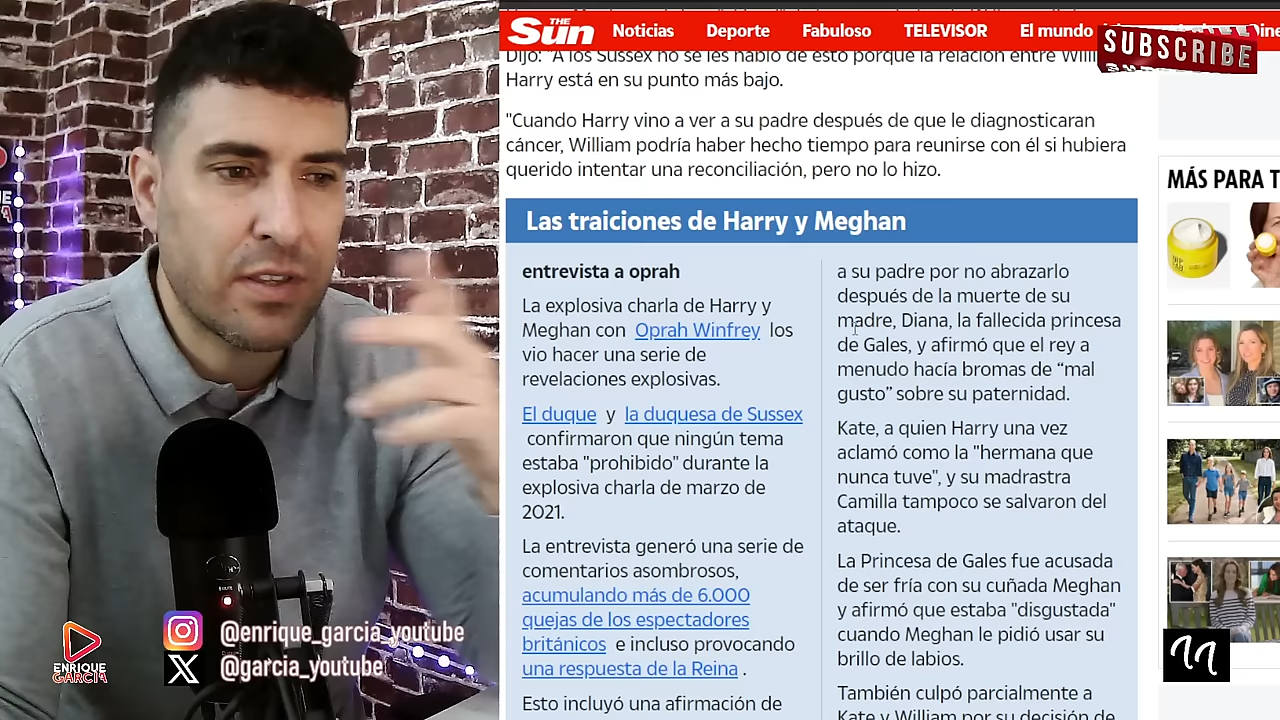 THE
Sun
Noticias
Deporte
Fabuloso
TELEVISOR
El mundo
SUBSCRIBE
Dijo: "A los Sussex no se les habló de esto porque la relación entre
Harry está en su punto más bajo.
"Cuando Harry vino a ver a su padre después de que le diagnosticaran
cáncer, William podría haber hecho tiempo para reunirse con él si hubiera
querido intentar una reconciliación, pero no lo hizo.
Las traiciones de Harry y Meghan
entrevista a oprah
La explosiva charla de Harry y
Meghan con Oprah Winfrey los
vio hacer una serie de
revelaciones explosivas.
El duque y la duquesa de Sussex
confirmaron que ningún tema
estaba "prohibido" durante la
explosiva charla de marzo de
2021.
La entrevista generó una serie de
comentarios asombrosos,
acumulando más de 6.000
quejas de los espectadores
británicos e incluso provocando
una respuesta de la Reina .
Esto incluyó una afirmación de
a su padre por no abrazarlo
después de la muerte de su
madre, Diana, la fallecida princesa
de Gales, y afirmó que el rey a
menudo hacía bromas de “mal
gusto” sobre su paternidad.
Kate, a quien Harry una vez
aclamó como la "hermana que
nunca tuve", y su madrastra
Camilla tampoco se salvaron del
ataque.
La Princesa de Gales fue acusada
de ser fría con su cuñada Meghan
y afirmó que estaba "disgustada"
cuando Meghan le pidió usar su
brillo de labios.
También culpó parcialmente a
Kate y William por su decisión de
MÁS PARA T
ENRIQUE
GARCIA
@enrique_garcia_youtube
@garcia_youtube